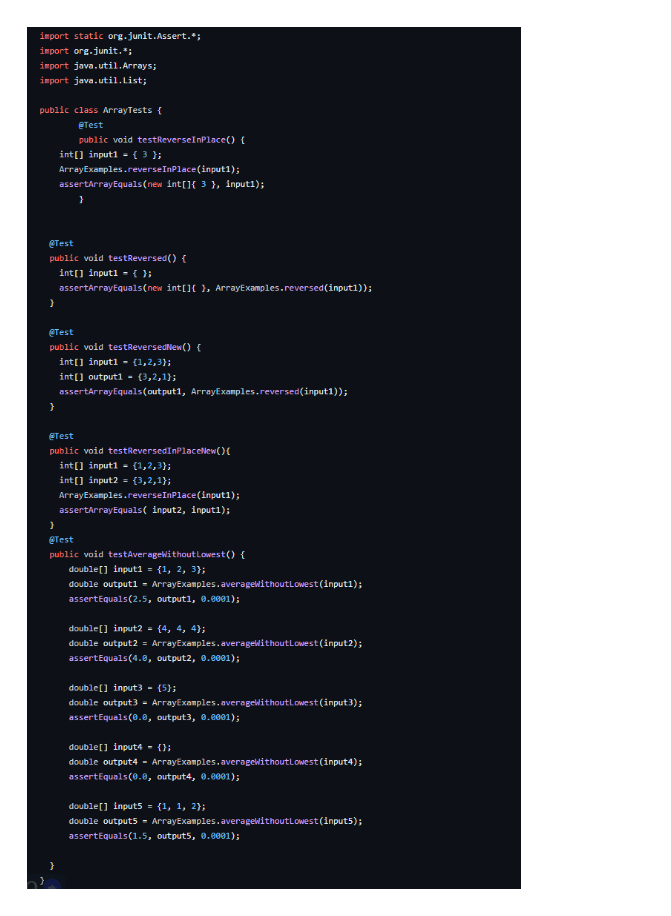 import static org.junit.Assert.*;
import org.junit.*;
import java.util.Arrays;
import java.util.List;

public class ArrayTests {
        @Test
        public void testReverseInPlace() {
    int[] input1 = { 3 };
    ArrayExamples.reverseInPlace(input1);
    assertArrayEquals(new int[]{ 3 }, input1);
        }


  @Test
  public void testReversed() {
    int[] input1 = { };
    assertArrayEquals(new int[]{ }, ArrayExamples.reversed(input1));
  }

  @Test
  public void testReversedNew() {
    int[] input1 = {1,2,3};
    int[] output1 = {3,2,1};
    assertArrayEquals(output1, ArrayExamples.reversed(input1));
  }

  @Test
  public void testReversedInPlaceNew(){
    int[] input1 = {1,2,3};
    int[] input2 = {3,2,1};
    ArrayExamples.reverseInPlace(input1);
    assertArrayEquals( input2, input1);
  }
  @Test
  public void testAverageWithoutLowest() {
      double[] input1 = {1, 2, 3};
      double output1 = ArrayExamples.averageWithoutLowest(input1);
      assertEquals(2.5, output1, 0.0001);

      double[] input2 = {4, 4, 4};
      double output2 = ArrayExamples.averageWithoutLowest(input2);
      assertEquals(4.0, output2, 0.0001);

      double[] input3 = {5};
      double output3 = ArrayExamples.averageWithoutLowest(input3);
      assertEquals(0.0, output3, 0.0001);

      double[] input4 = {};
      double output4 = ArrayExamples.averageWithoutLowest(input4);
      assertEquals(0.0, output4, 0.0001);

      double[] input5 = {1, 1, 2};
      double output5 = ArrayExamples.averageWithoutLowest(input5);
      assertEquals(1.5, output5, 0.0001);

  }
}